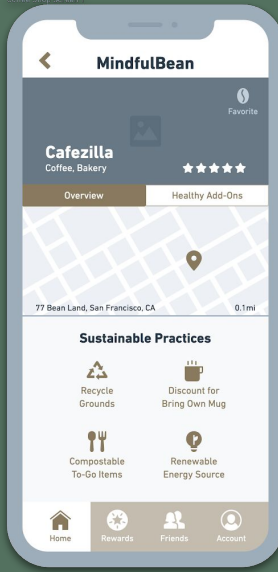 MindfulBean
Favorite
Cafezilla
Coffee, Bakery
Overview
Healthy Add-Ons
77 Bean Land, San Francisco, CA
0.1mi
Sustainable Practices
Recycle
Grounds
Discount for
Bring Own Mug
Compostable
To-Go Items
Renewable
Energy Source
Home
Rewards
Friends
Account